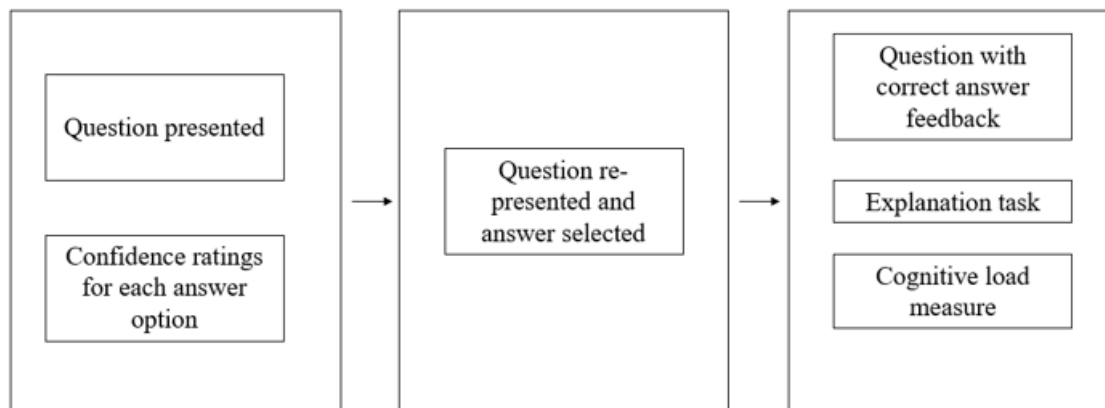 Question presented
Confidence ratings
for each answer
option
Question re-
presented and
answer selected
Question with
correct answer
feedback
Explanation task
Cognitive load
measure